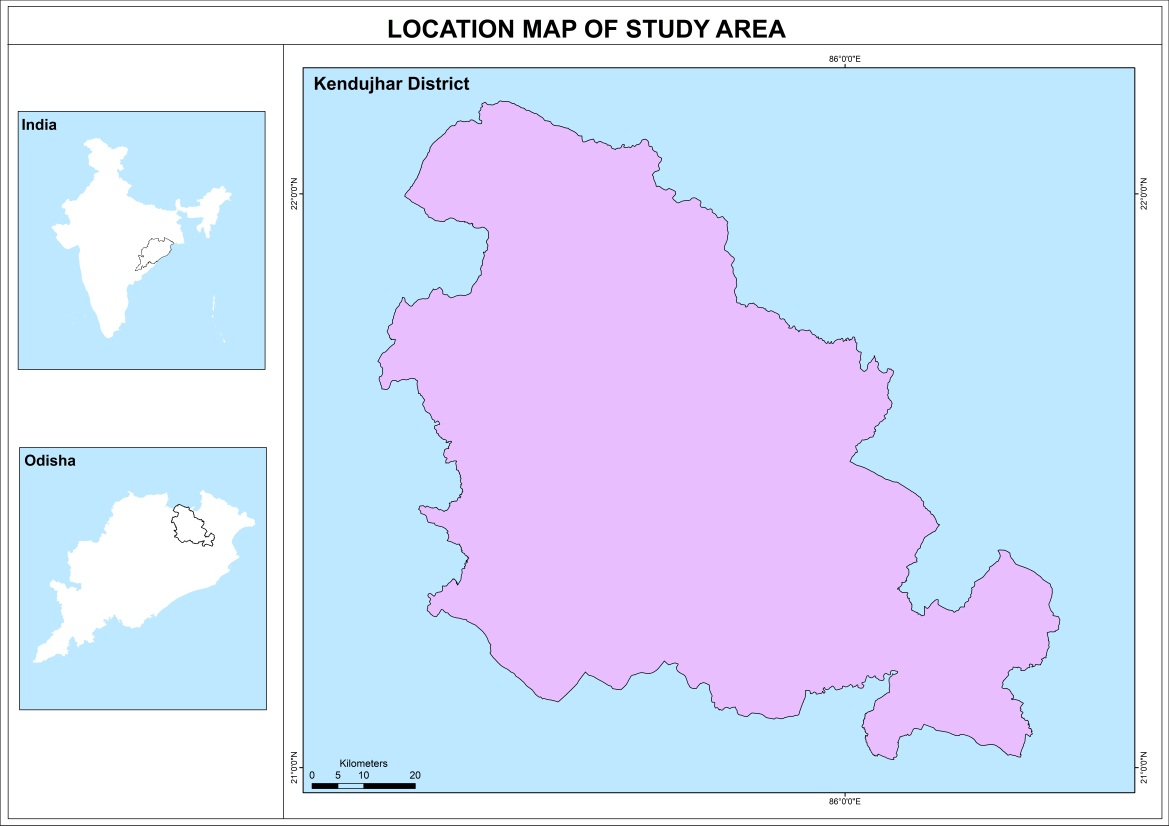 LOCATION MAP OF STUDY AREA
India
Odisha
Kendujhar District
86°0'0"E
22°0'0"N
22°0'0"N
21°0'0"N
21°0'0"N
Kilometers
0 5 10 20
86°0'0"E